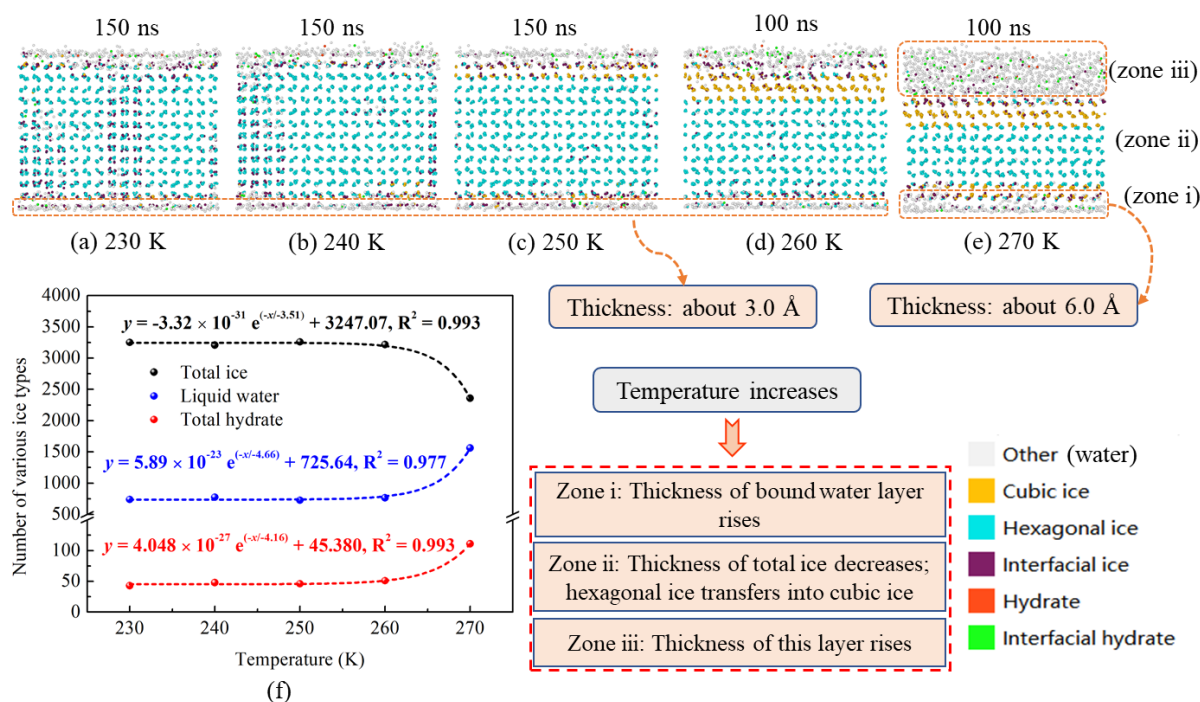 150 ns
150 ns
150 ns
100 ns
100 ns
(zone iii)
(zone ii)
(zone i)
(a) 230 K
(b) 240 K
(c) 250 K
(d) 260 K
(e) 270 K
Thickness: about 3.0 Å
Thickness: about 6.0 Å
4000
3500
3000
2500
2000
1500
1000
500
100
50
0
Number of various ice types
y = -3.32 × 10⁻³¹ e^(-x/-3.51) + 3247.07, R² = 0.993
Total ice
Liquid water
Total hydrate
y = 5.89 × 10⁻²³ e^(-x/-4.66) + 725.64, R² = 0.977
y = 4.048 × 10⁻²⁷ e^(-x/-4.16) + 45.380, R² = 0.993
230
240
250
260
270
Temperature (K)
(f)
Temperature increases
Zone i: Thickness of bound water layer
rises
Zone ii: Thickness of total ice decreases;
hexagonal ice transfers into cubic ice
Zone iii: Thickness of this layer rises
Other (water)
Cubic ice
Hexagonal ice
Interfacial ice
Hydrate
Interfacial hydrate